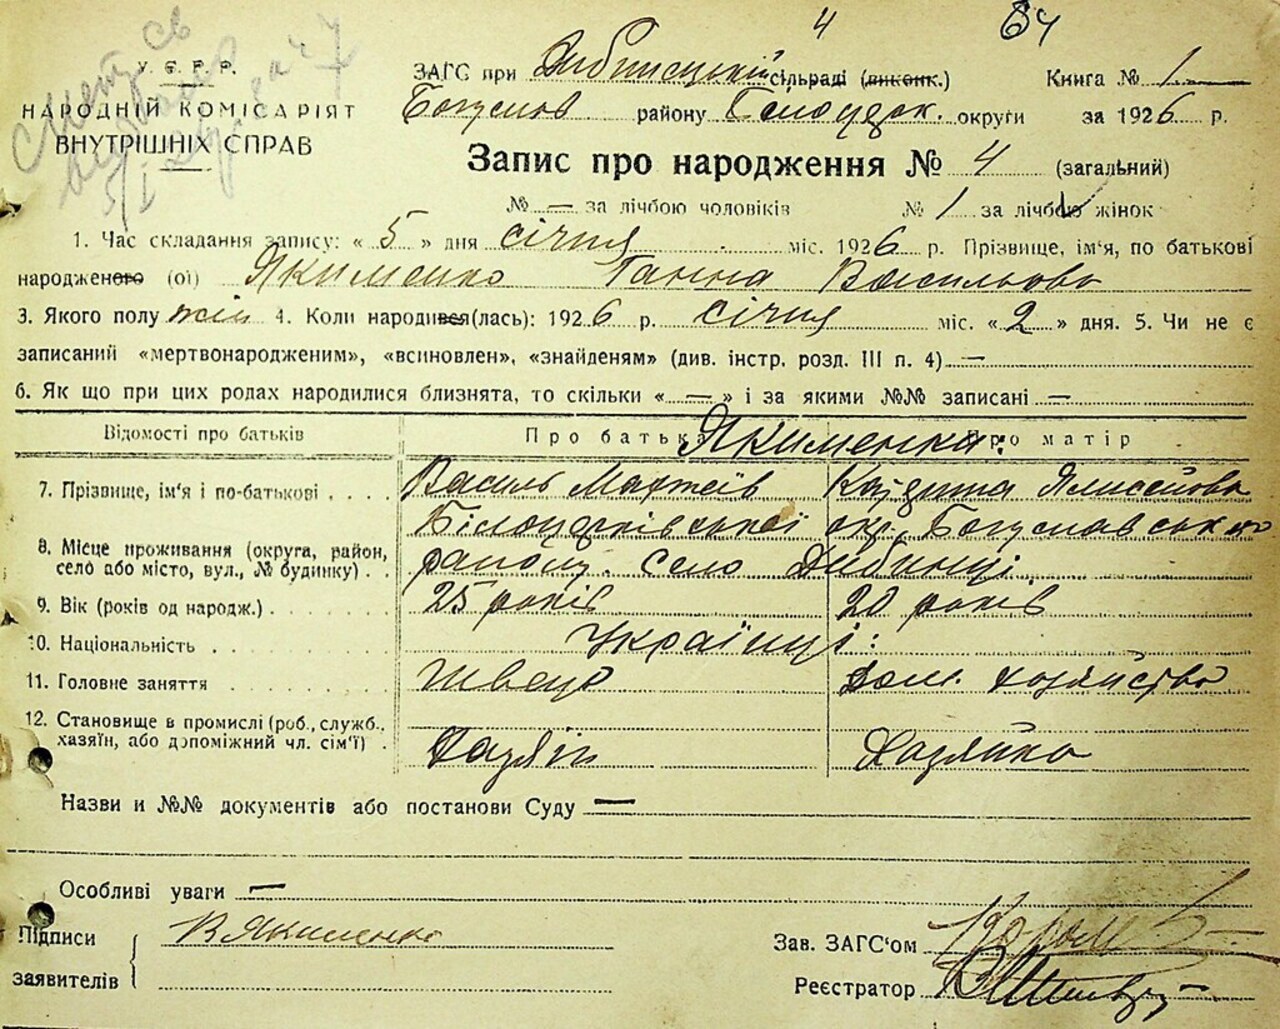 4
64
У.С.Р.Р.
НАРОДНІЙ КОМІСАРІЯТ
ВНУТРІШНІХ СПРАВ
ЗАГС при Дибинецькій сільраді (виконк.) Книга № 1
Богуслав району Білоцерк. округи за 1926 р.
Запис про народження № 4 (загальний)
№ — за лічбою чоловіків № 1 за лічбою жінок
1. Час складання запису: « 5 » дня січня міс. 1926 р. Прізвище, ім'я, по батькові
народженого (ої) Якименко Ганна Васильова
3. Якого полу жін 4. Коли народився(лась): 1926 р. січня міс. « 2 » дня. 5. Чи не є
записаний «мертвонародженим», «всиновлен», «знайденям» (див. інстр. розд. III п. 4) —
6. Як що при цих родах народилися близнята, то скільки « — » і за якими №№ записані —
Відомості про батьків Про батька Якименки: Про матір
7. Прізвище, ім'я і по-батькові Василь Мартеїв
Білоцерківської окр. Богуславського
8. Місце проживання (округа, район,
село або місто, вул., № будинку) району. село Дибинці
9. Вік (років од народж.) 25 років 20 років
10. Національність Українці:
11. Головне заняття швець дом. хозяйство
12. Становище в промислі (роб., служб.,
хазяїн, або допоміжний чл. сім'ї) Хазяїн Хазяйка
Назви и №№ документів або постанови Суду —
Особливі уваги —
Підписи В Якименко
заявителів
Зав. ЗАГС'ом
Реєстратор